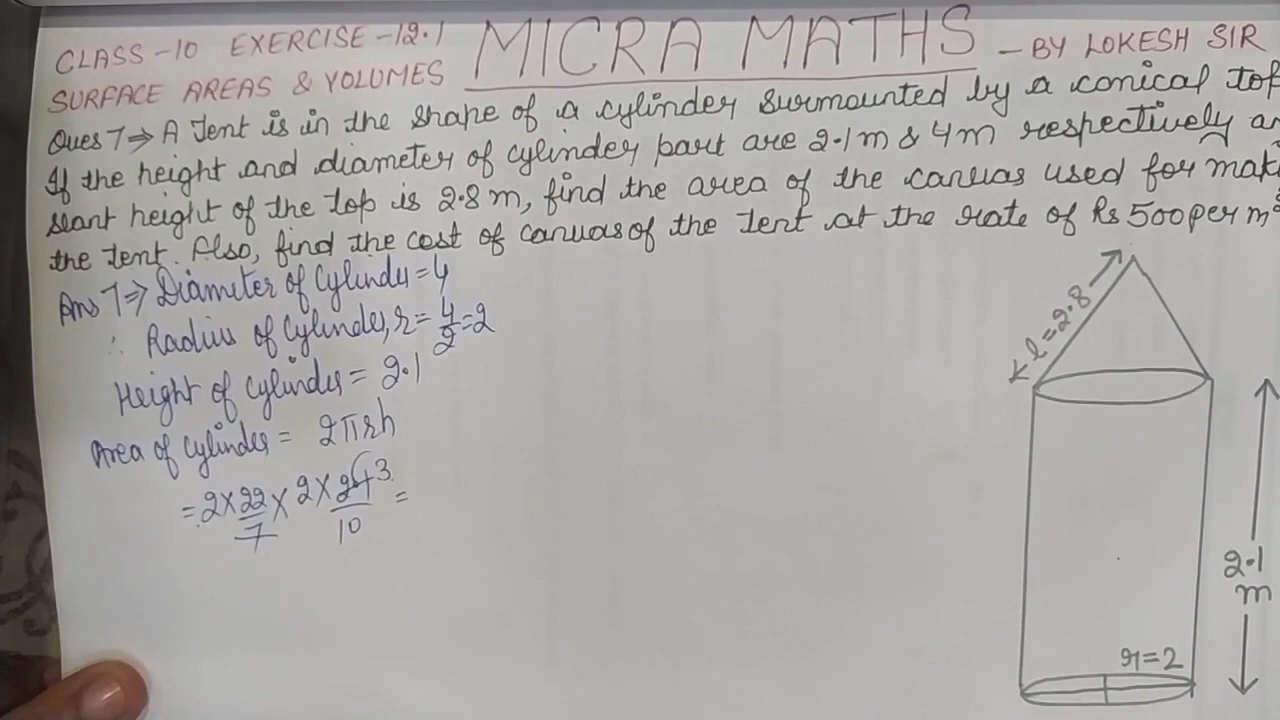 CLASS-10 EXERCISE-12.1 MICRA MATHS - BY LOKESH SIR
SURFACE AREAS & VOLUMES
Ques 7⇒ A Tent is in the shape of a cylinder surmounted by a conical top
If the height and diameter of cylinder part are 2.1m & 4m respectively an
slant height of the top is 2.8 m, find the area of the canvas used for maki
the tent. Also, find the cost of canvas of the tent at the rate of Rs 500 per m²
Ans 7⇒ Diameter of Cylinder = 4
∴ Radius of Cylinder, r = 4/2 = 2
Height of Cylinder = 2.1
Area of Cylinder = 2πrh
= 2 × 22/7 × 2 × 21 3/10 =
l = 2.8
2.1
m
r = 2